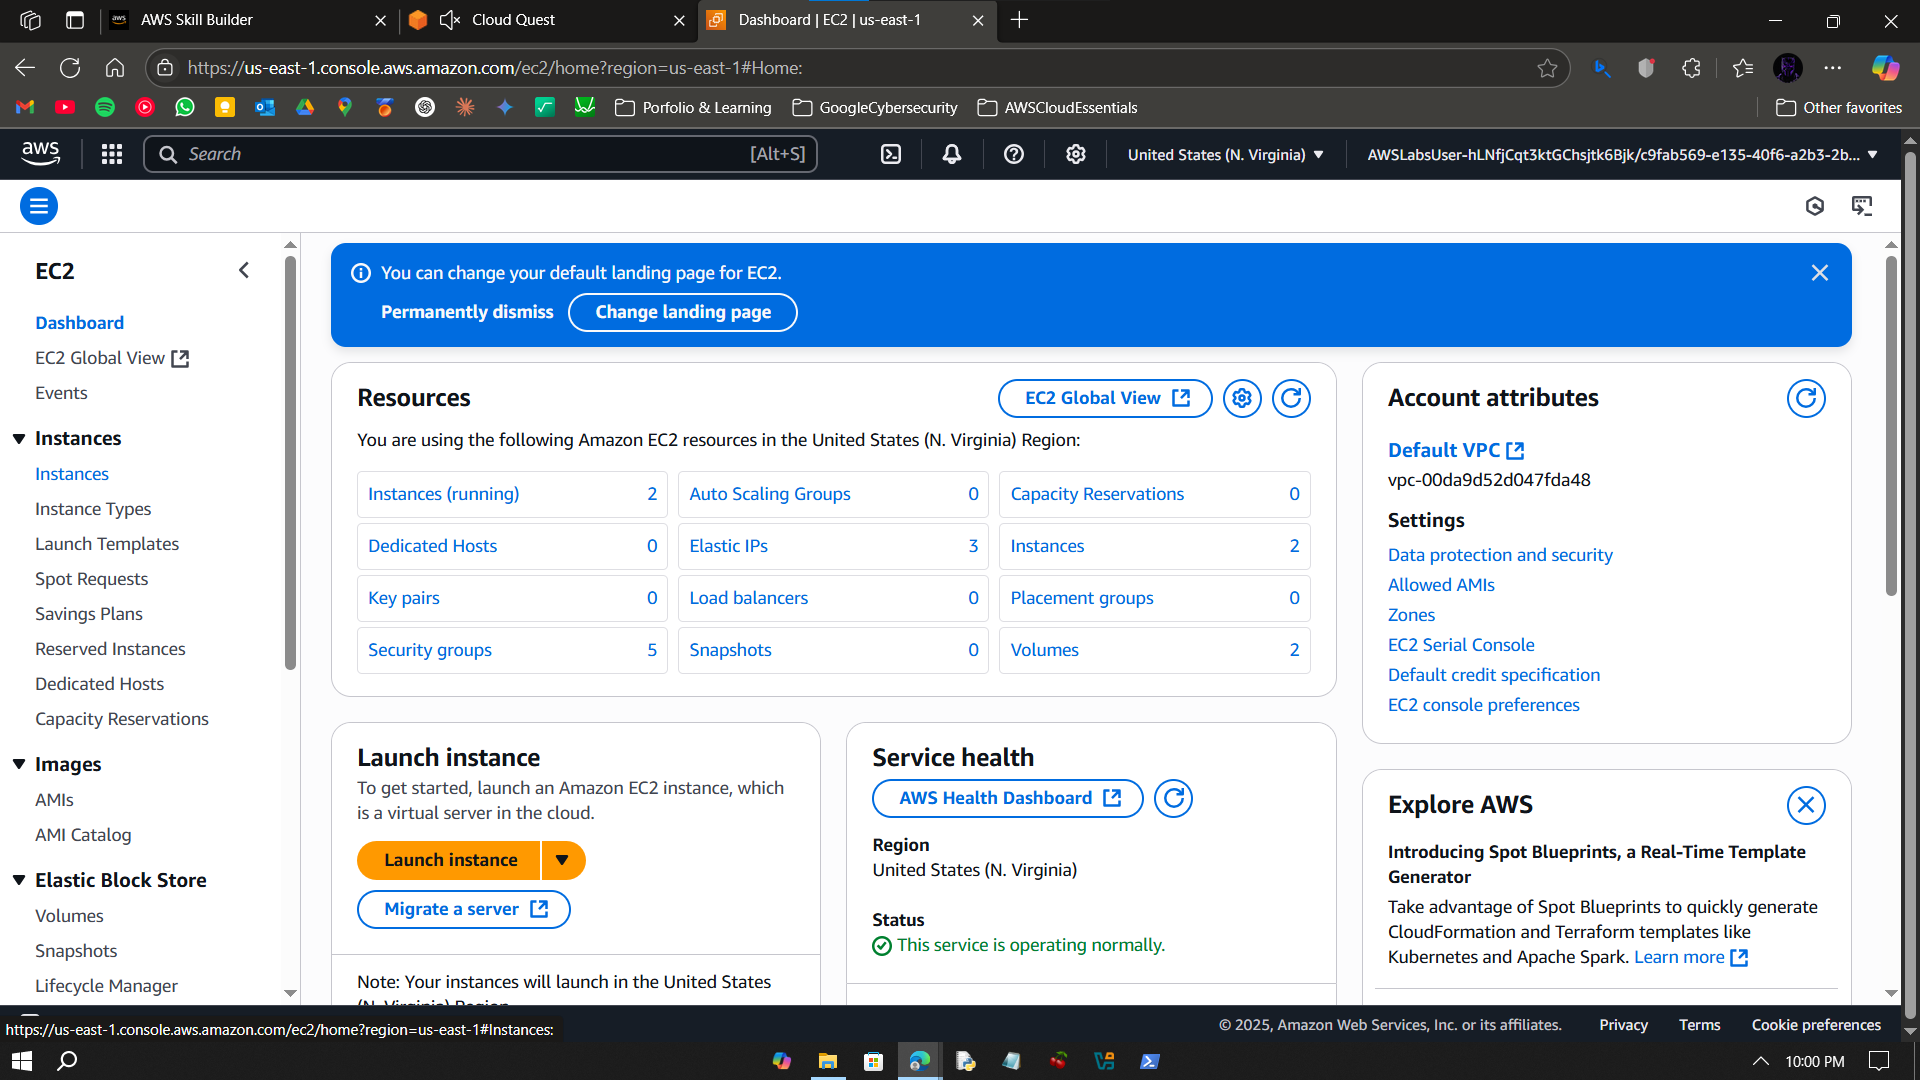 AWS Skill Builder
Cloud Quest
Dashboard | EC2 | us-east-1
https://us-east-1.console.aws.amazon.com/ec2/home?region=us-east-1#Home:
Porfolio & Learning
GoogleCybersecurity
AWSCloudEssentials
Other favorites
aws
Search
[Alt+S]
United States (N. Virginia)
AWSLabsUser-hLNfjCqt3ktGChsjtk6Bjk/c9fab569-e135-40f6-a2b3-2b...
EC2
Dashboard
EC2 Global View
Events
Instances
Instances
Instance Types
Launch Templates
Spot Requests
Savings Plans
Reserved Instances
Dedicated Hosts
Capacity Reservations
Images
AMIs
AMI Catalog
Elastic Block Store
Volumes
Snapshots
Lifecycle Manager
You can change your default landing page for EC2.
Permanently dismiss
Change landing page
Resources
EC2 Global View
You are using the following Amazon EC2 resources in the United States (N. Virginia) Region:
Instances (running) 2
Auto Scaling Groups 0
Capacity Reservations 0
Dedicated Hosts 0
Elastic IPs 3
Instances 2
Key pairs 0
Load balancers 0
Placement groups 0
Security groups 5
Snapshots 0
Volumes 2
Launch instance
To get started, launch an Amazon EC2 instance, which
is a virtual server in the cloud.
Launch instance
Migrate a server
Note: Your instances will launch in the United States
(N. Virginia) Region
Service health
AWS Health Dashboard
Region
United States (N. Virginia)
Status
This service is operating normally.
Account attributes
Default VPC
vpc-00da9d52d047fda48
Settings
Data protection and security
Allowed AMIs
Zones
EC2 Serial Console
Default credit specification
EC2 console preferences
Explore AWS
Introducing Spot Blueprints, a Real-Time Template
Generator
Take advantage of Spot Blueprints to quickly generate
CloudFormation and Terraform templates like
Kubernetes and Apache Spark. Learn more
https://us-east-1.console.aws.amazon.com/ec2/home?region=us-east-1#Instances:
© 2025, Amazon Web Services, Inc. or its affiliates.
Privacy
Terms
Cookie preferences
10:00 PM